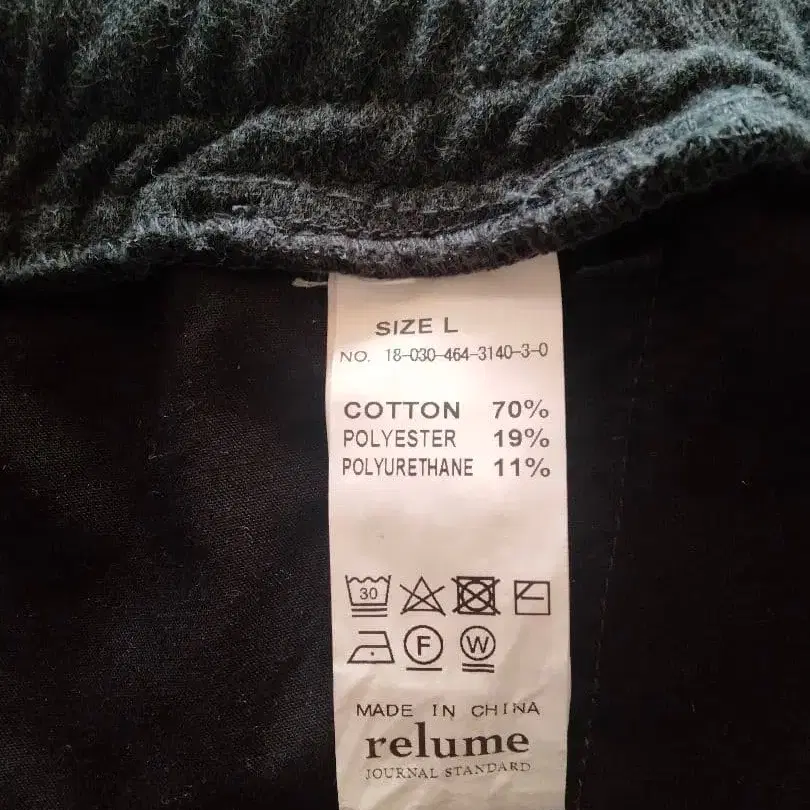 SIZE L
NO. 18-030-464-3140-3-0
COTTON 70%
POLYESTER 19%
POLYURETHANE 11%
30
F W
MADE IN CHINA
relume
JOURNAL STANDARD